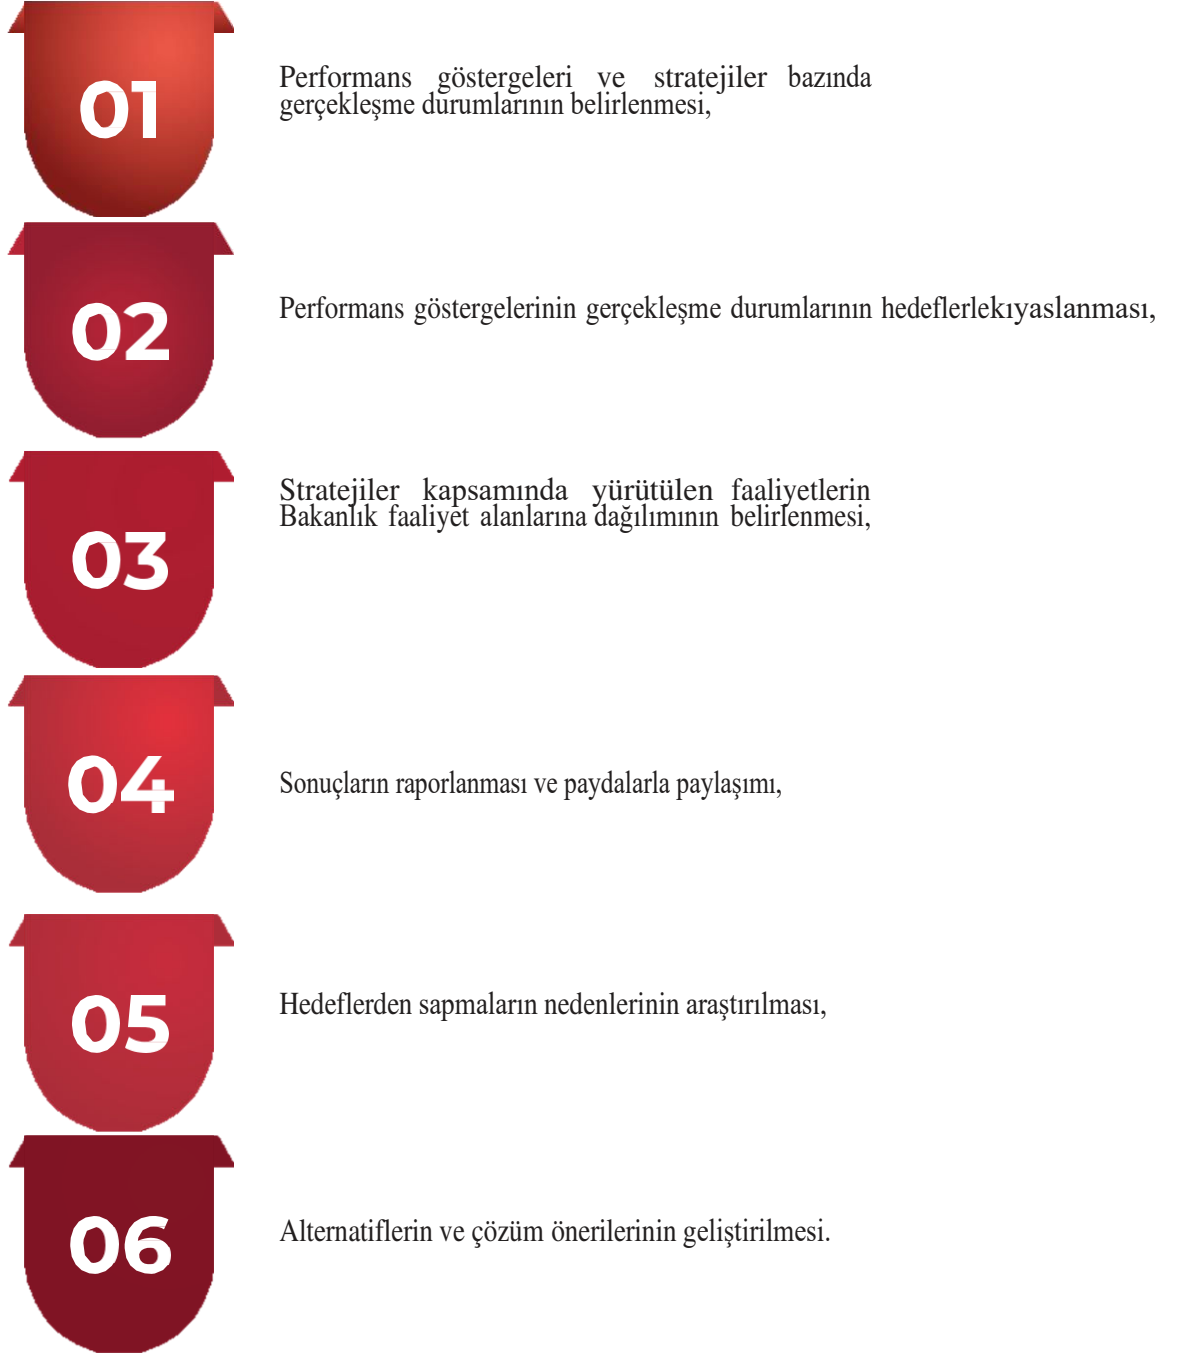 01
Performans göstergeleri ve stratejiler bazında
gerçekleşme durumlarının belirlenmesi,
02
Performans göstergelerinin gerçekleşme durumlarının hedeflerlekıyaslanması,
03
Stratejiler kapsamında yürütülen faaliyetlerin
Bakanlık faaliyet alanlarına dağılımının belirlenmesi,
04
Sonuçların raporlanması ve paydalarla paylaşımı,
05
Hedeflerden sapmaların nedenlerinin araştırılması,
06
Alternatiflerin ve çözüm önerilerinin geliştirilmesi.